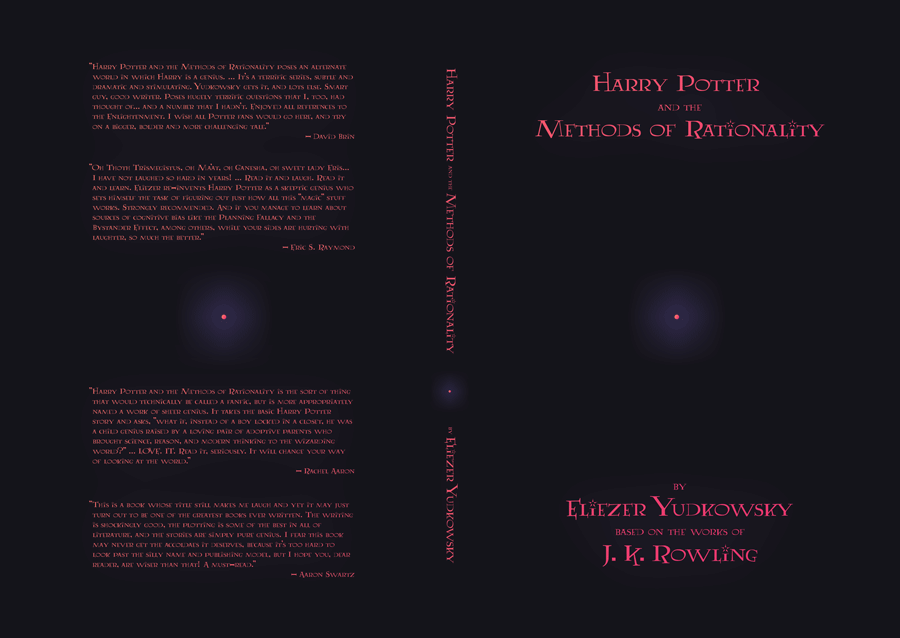 "Harry Potter and the Methods of Rationality poses an alternate
world in which Harry is a genius. ... It's a terrific series, subtle and
dramatic and stimulating. Yudkowsky gets it, and lots else. Smart
guy, good writer. Poses hugely terrific questions that I, too, had
thought of... and a number that I hadn't. Enjoyed all references to
the Enlightenment. I wish all Potter fans would go here, and try
on a bigger, bolder and more challenging tale."
— David Brin
"Oh Thoth Trismegistus, oh Ma'at, oh Ganesha, oh sweet lady Eris...
I have not laughed so hard in years! ... Read it and laugh. Read it
and learn. Eliezer re-invents Harry Potter as a skeptic genius who
sets himself the task of figuring out just how all this "magic" stuff
works. Strongly recommended. And if you manage to learn about
sources of cognitive bias like the Planning Fallacy and the
Bystander Effect, among others, while your sides are hurting with
laughter, so much the better."
— Eric S. Raymond
"Harry Potter and the Methods of Rationality is the sort of thing
that would technically be called a fanfic, but is more appropriately
named a work of sheer genius. It takes the basic Harry Potter
story and asks, "what if, instead of a boy locked in a closet, he was
a child genius raised by a loving pair of adoptive parents who
brought science, reason, and modern thinking to the wizarding
world?" ... LOVE. IT. Read it, seriously. It will change your way
of looking at the world."
— Rachel Aaron
"This is a book whose title still makes me laugh and yet it may just
turn out to be one of the greatest books ever written. The writing
is shockingly good, the plotting is some of the best in all of
literature, and the stories are simply pure genius. I fear this book
may never get the accolades it deserves, because it's too hard to
look past the silly name and publishing model, but I hope you, dear
reader, are wiser than that! A must-read."
— Aaron Swartz
Harry Potter and the Methods of Rationality
by Eliezer Yudkowsky
Harry Potter
and the
Methods of Rationality
by
Eliezer Yudkowsky
based on the works of
J. K. Rowling